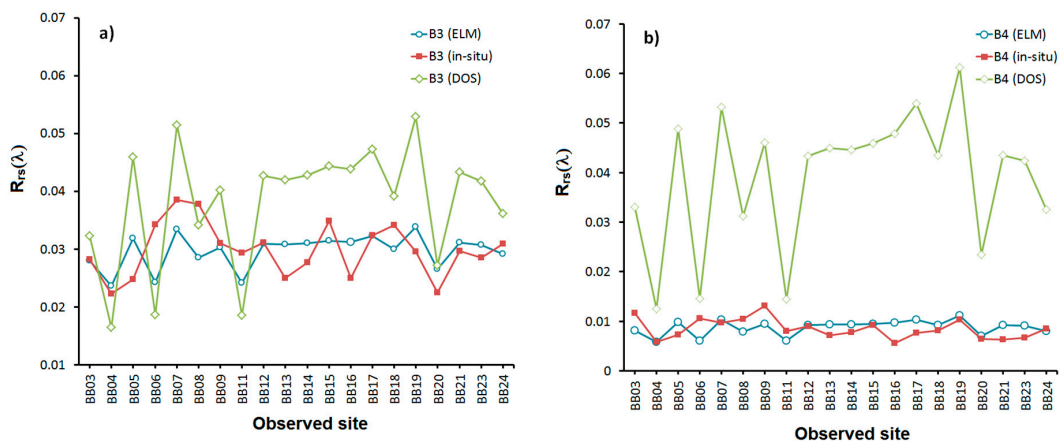 a)
B3 (ELM)
B3 (in-situ)
B3 (DOS)
0.07
0.06
0.05
0.04
0.03
0.02
0.01
Rrs(λ)
BB03
BB04
BB05
BB06
BB07
BB08
BB09
BB11
BB12
BB13
BB14
BB15
BB16
BB17
BB18
BB19
BB20
BB21
BB23
BB24
Observed site
b)
B4 (ELM)
B4 (in-situ)
B4 (DOS)
0.07
0.06
0.05
0.04
0.03
0.02
0.01
0
Rrs(λ)
BB03
BB04
BB05
BB06
BB07
BB08
BB09
BB11
BB12
BB13
BB14
BB15
BB16
BB17
BB18
BB19
BB20
BB21
BB23
BB24
Observed site